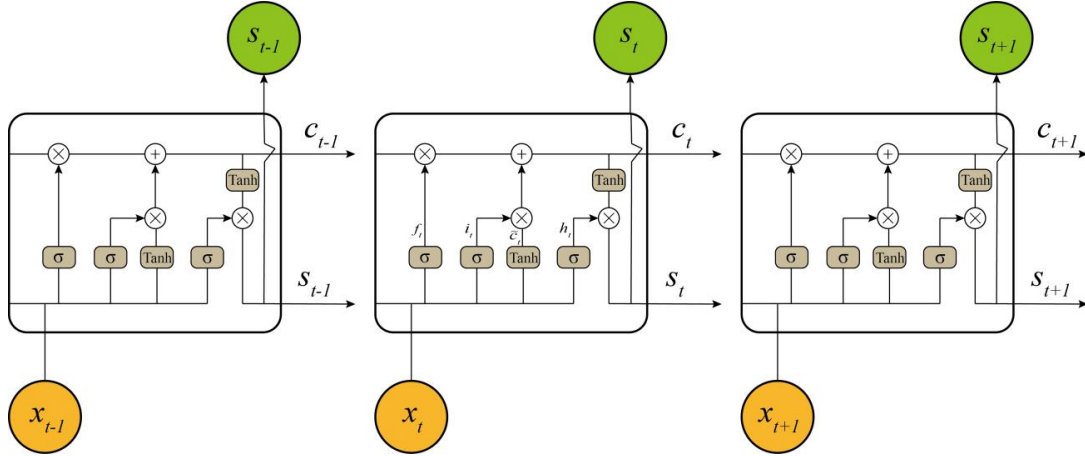 s_{t-1} s_t s_{t+1}
c_{t-1} c_t c_{t+1}
× + × + × +
Tanh Tanh Tanh
× × × × × ×
f_t i_t c̃_t h_t
σ σ Tanh σ σ σ Tanh σ σ σ Tanh σ
s_{t-1} s_t s_{t+1}
x_{t-1} x_t x_{t+1}